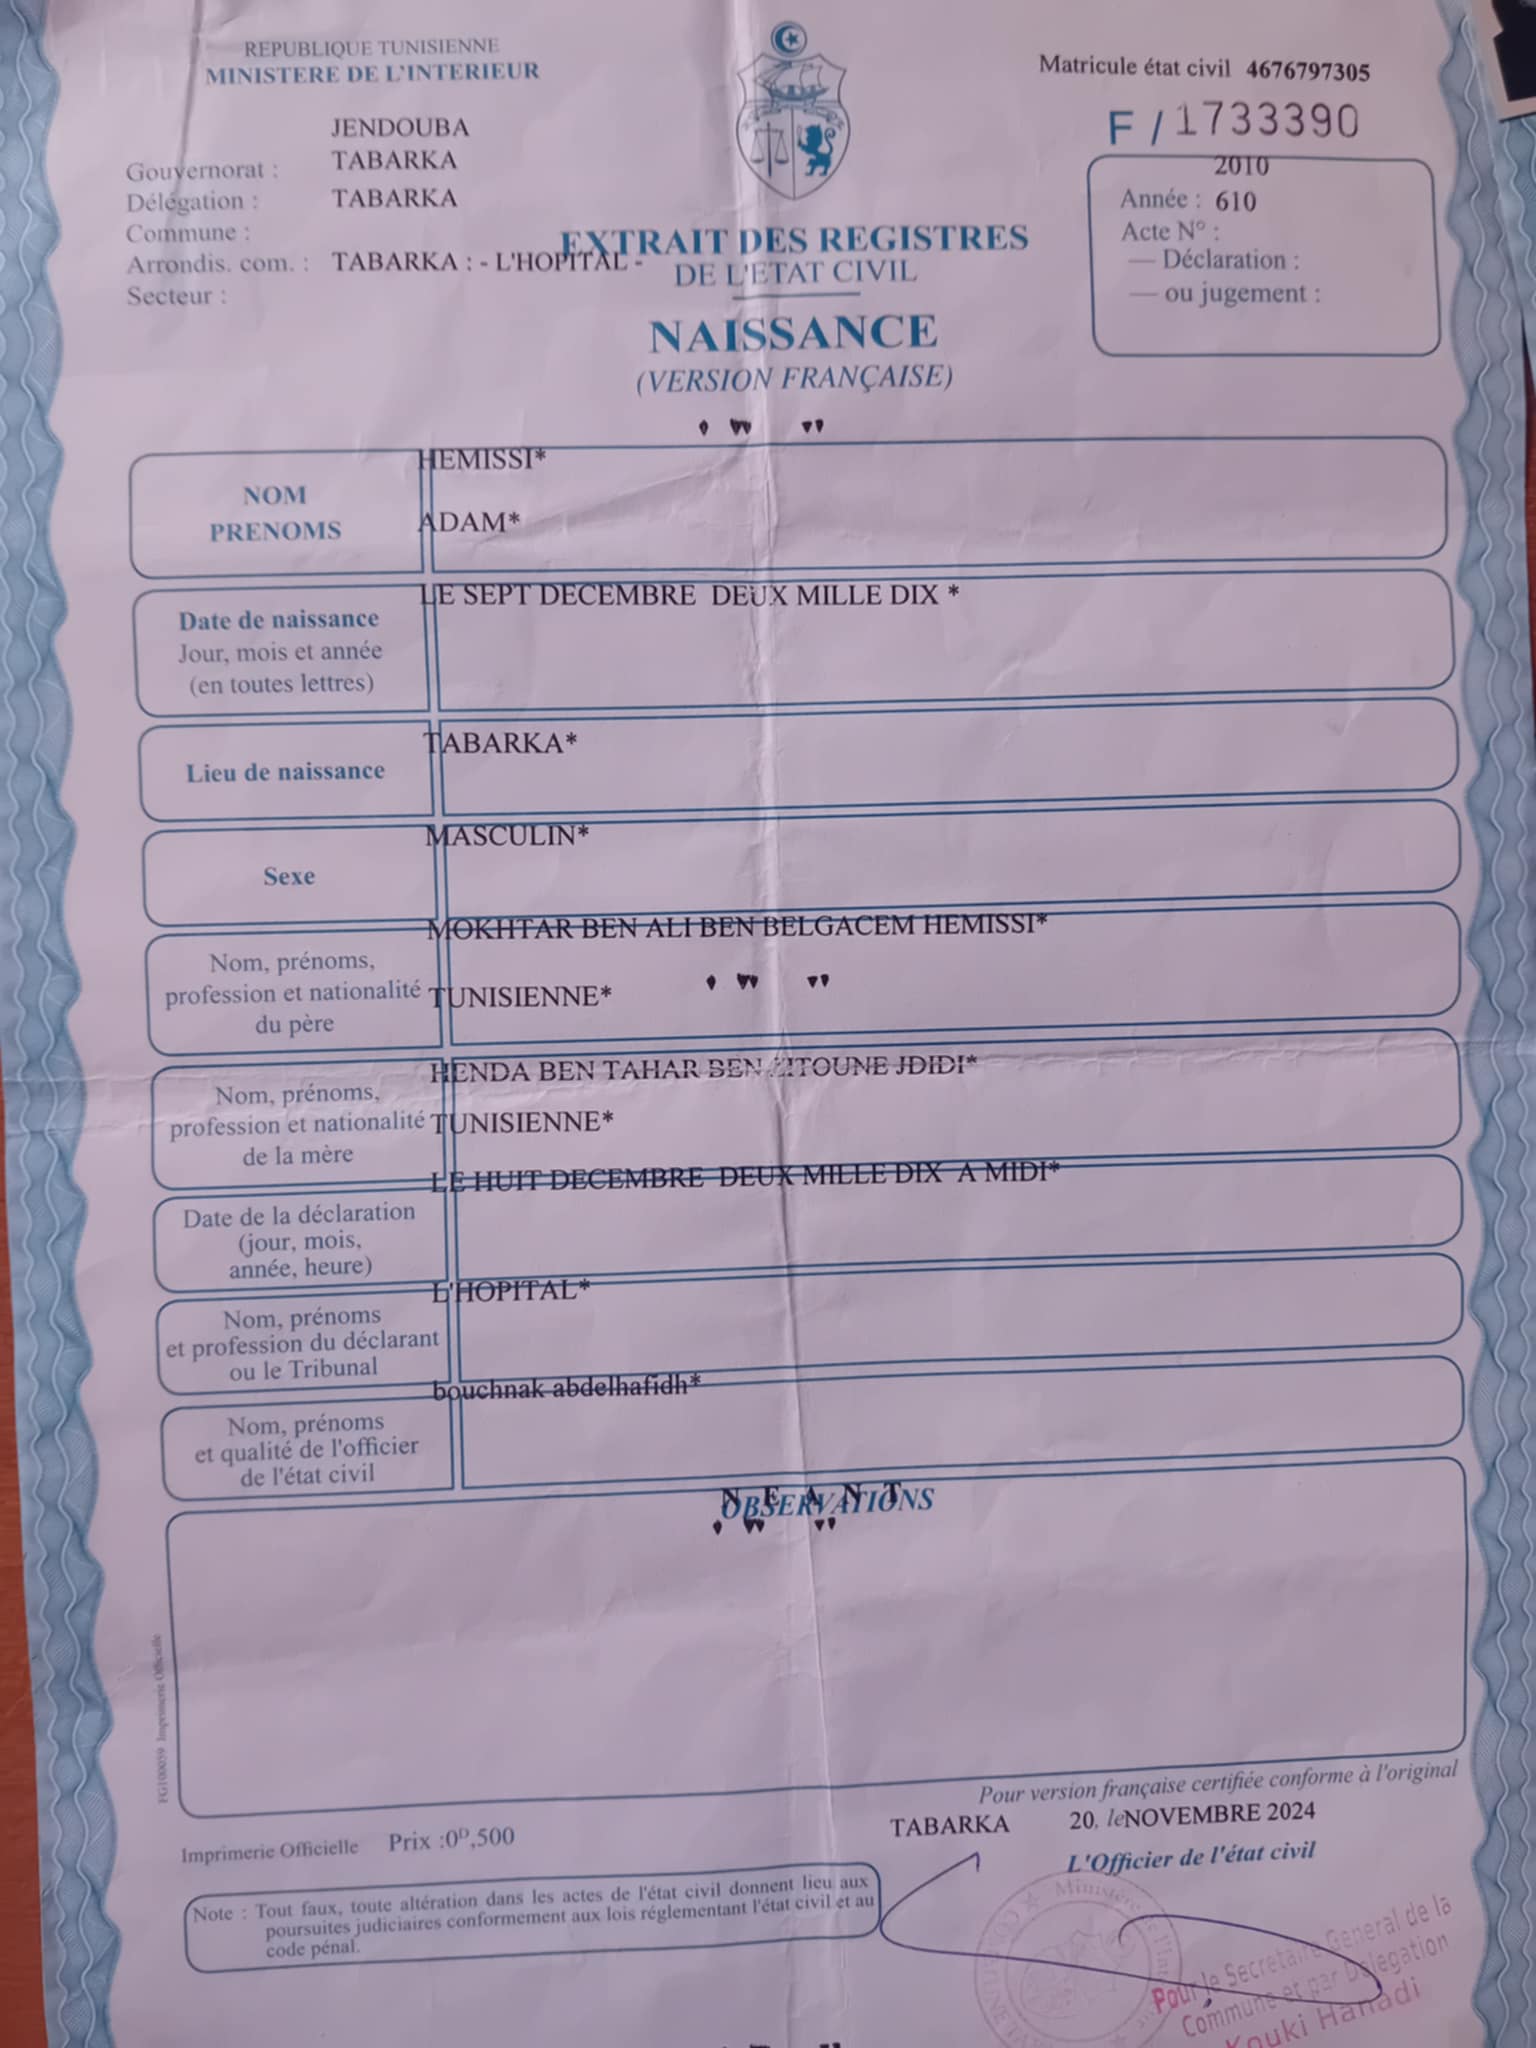 REPUBLIQUE TUNISIENNE
MINISTERE DE L'INTERIEUR
Matricule état civil 4676797305
F / 1733390
JENDOUBA
Gouvernorat : TABARKA
Délégation : TABARKA
Commune :
Arrondis. com. : TABARKA : - L'HOPITAL -
Secteur :
2010
Année : 610
Acte N° :
— Déclaration :
— ou jugement :
EXTRAIT DES REGISTRES
DE L'ETAT CIVIL
NAISSANCE
(VERSION FRANÇAISE)
NOM
PRENOMS
HEMISSI*
ADAM*
Date de naissance
Jour, mois et année
(en toutes lettres)
LE SEPT DECEMBRE DEUX MILLE DIX *
Lieu de naissance
TABARKA*
Sexe
MASCULIN*
Nom, prénoms,
profession et nationalité
du père
MOKHTAR BEN ALI BEN BELGACEM HEMISSI*
TUNISIENNE*
Nom, prénoms,
profession et nationalité
de la mère
HENDA BEN TAHAR BEN JDIDI*
TUNISIENNE*
Date de la déclaration
(jour, mois,
année, heure)
LE HUIT DECEMBRE DEUX MILLE DIX A MIDI*
Nom, prénoms
et profession du déclarant
ou le Tribunal
L'HOPITAL*
Nom, prénoms
et qualité de l'officier
de l'état civil
bouchnak abdelhafidh*
N E A N T
OBSERVATIONS
FG100059 Imprimerie Officielle
Pour version française certifiée conforme à l'original
TABARKA 20. le NOVEMBRE 2024
L'Officier de l'état civil
Imprimerie Officielle Prix :0ᴰ,500
Note : Tout faux, toute altération dans les actes de l'état civil donnent lieu aux
poursuites judiciaires conformement aux lois réglementant l'état civil et au
code pénal.
Ministère de
Pour le Secrétaire General de la
Commune et par Délegation
Kouki Hanadi